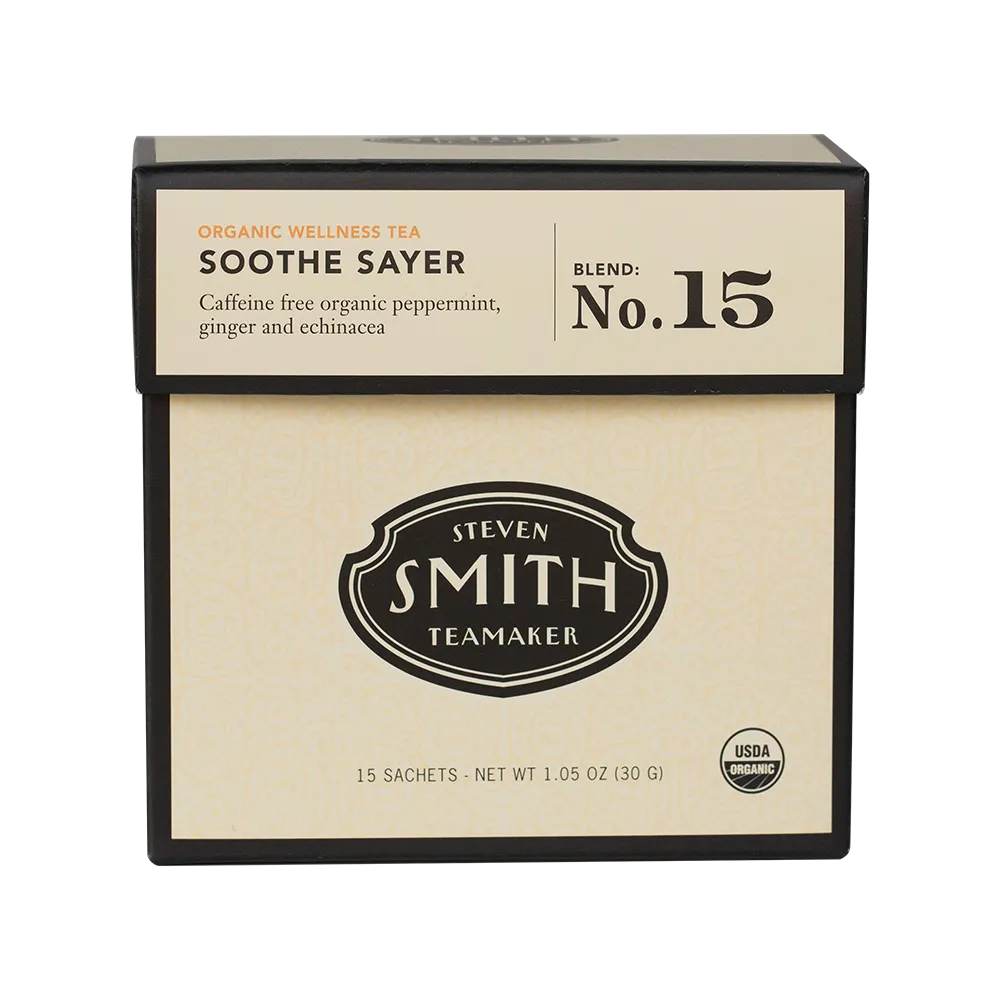 ORGANIC WELLNESS TEA
SOOTHE SAYER
Caffeine free organic peppermint,
ginger and echinacea
BLEND:
No. 15
STEVEN
SMITH
TEAMAKER
15 SACHETS - NET WT 1.05 OZ (30 G)
USDA
ORGANIC